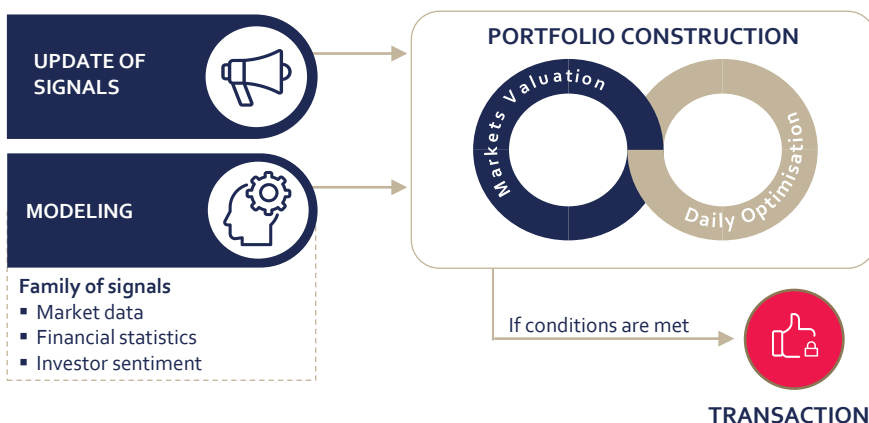 UPDATE OF
SIGNALS
MODELING
Family of signals
▪ Market data
▪ Financial statistics
▪ Investor sentiment
PORTFOLIO CONSTRUCTION
Markets Valuation
Daily Optimisation
If conditions are met
TRANSACTION